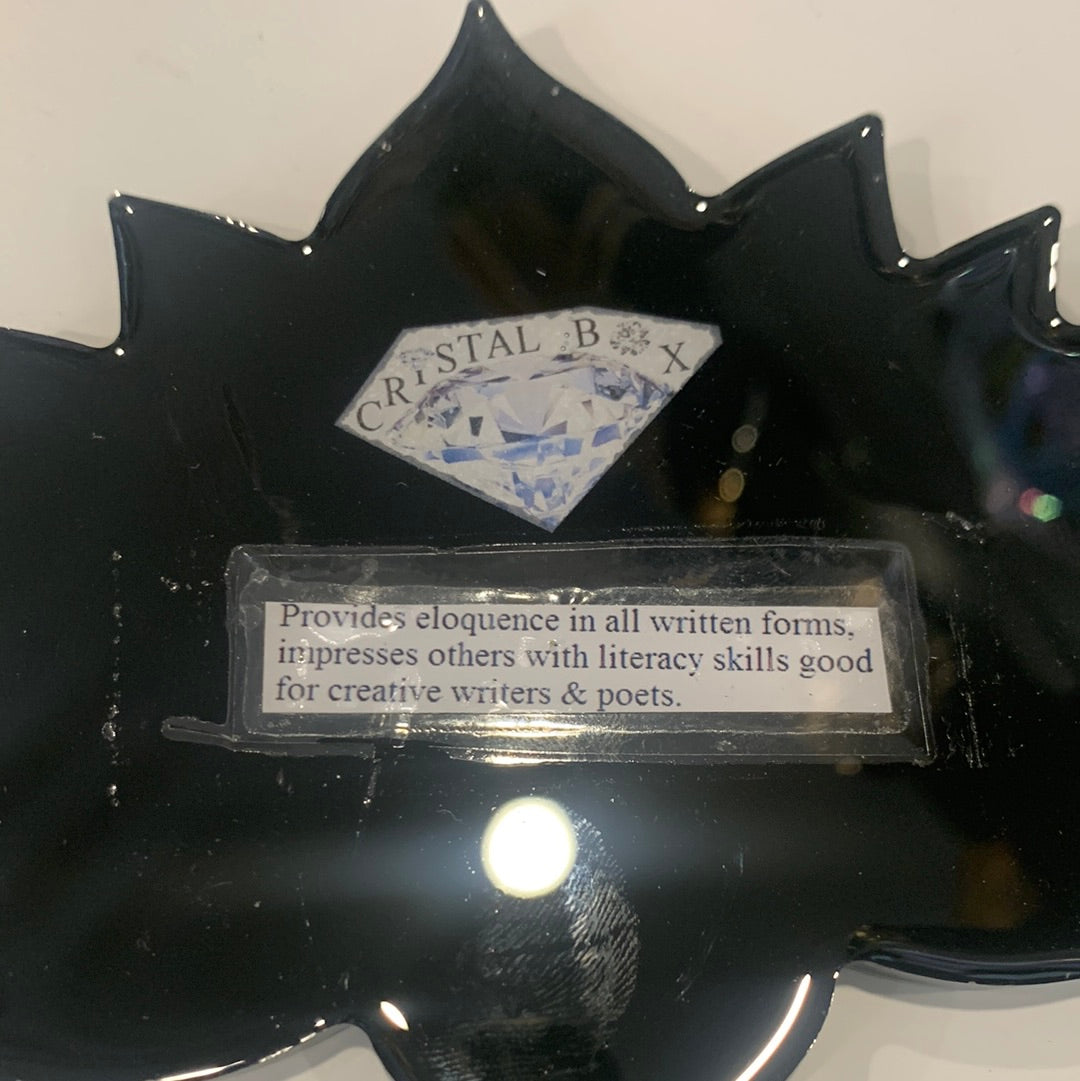 CRiSTAL BOX
Provides eloquence in all written forms,
impresses others with literacy skills good
for creative writers & poets.